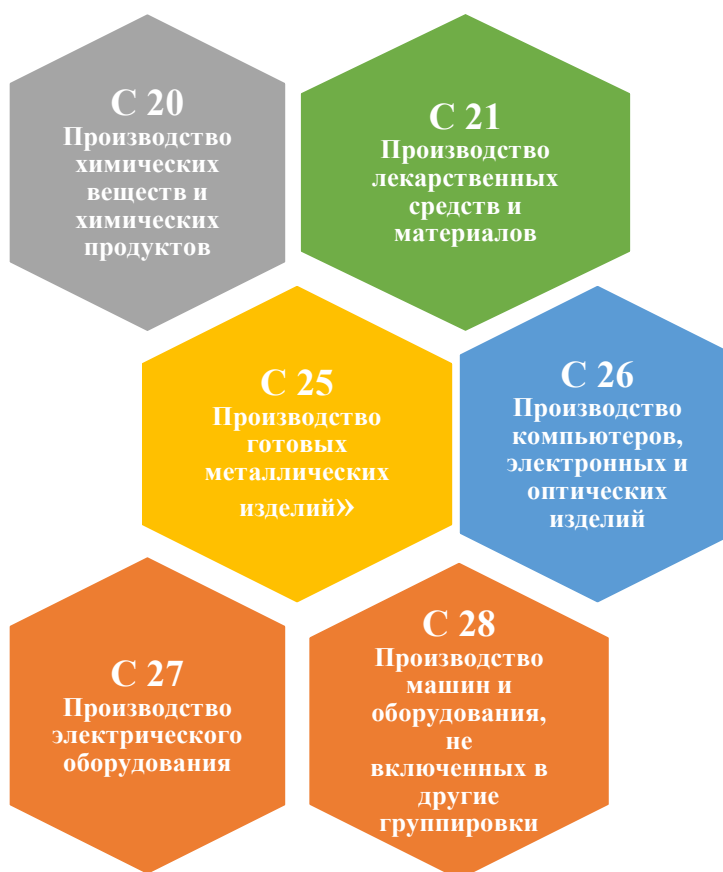 С 20
Производство
химических
веществ и
химических
продуктов
С 21
Производство
лекарственных
средств и
материалов
С 25
Производство
готовых
металлических
изделий»
С 26
Производство
компьютеров,
электронных и
оптических
изделий
С 27
Производство
электрического
оборудования
С 28
Производство
машин и
оборудования,
не
включенных в
другие
группировки